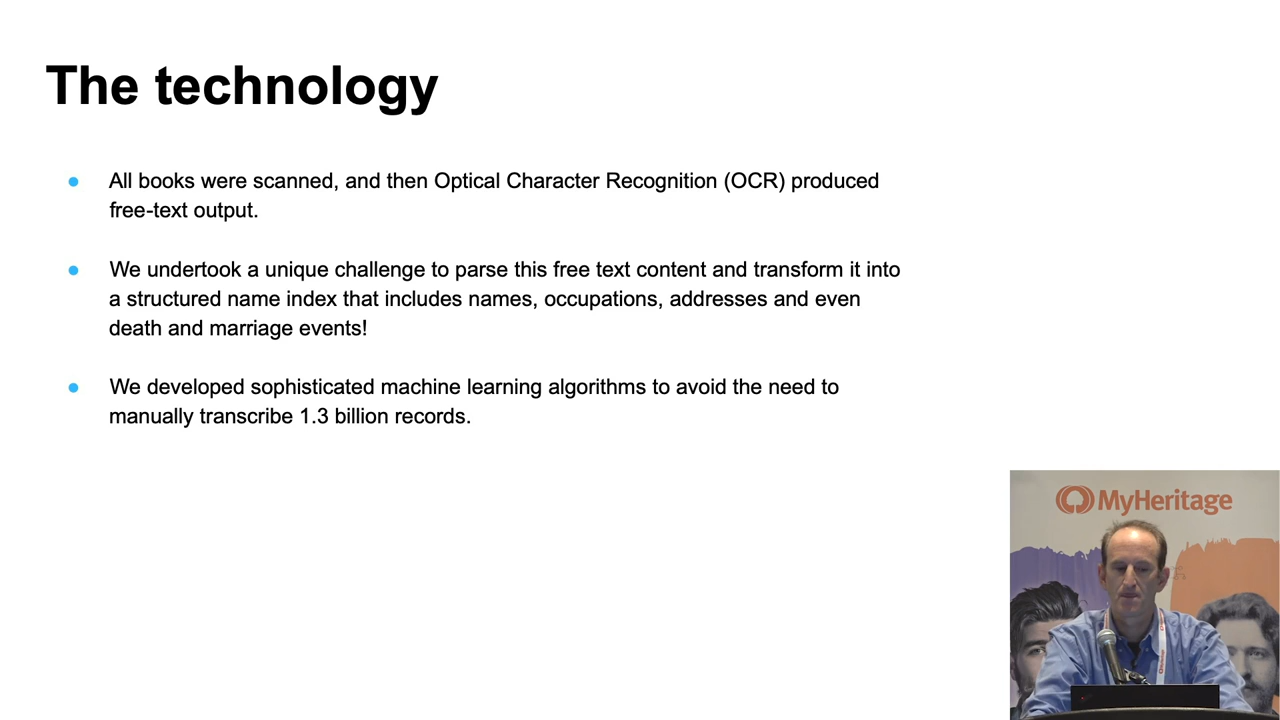 The technology
● All books were scanned, and then Optical Character Recognition (OCR) produced
free-text output.
● We undertook a unique challenge to parse this free text content and transform it into
a structured name index that includes names, occupations, addresses and even
death and marriage events!
● We developed sophisticated machine learning algorithms to avoid the need to
manually transcribe 1.3 billion records.
MyHeritage